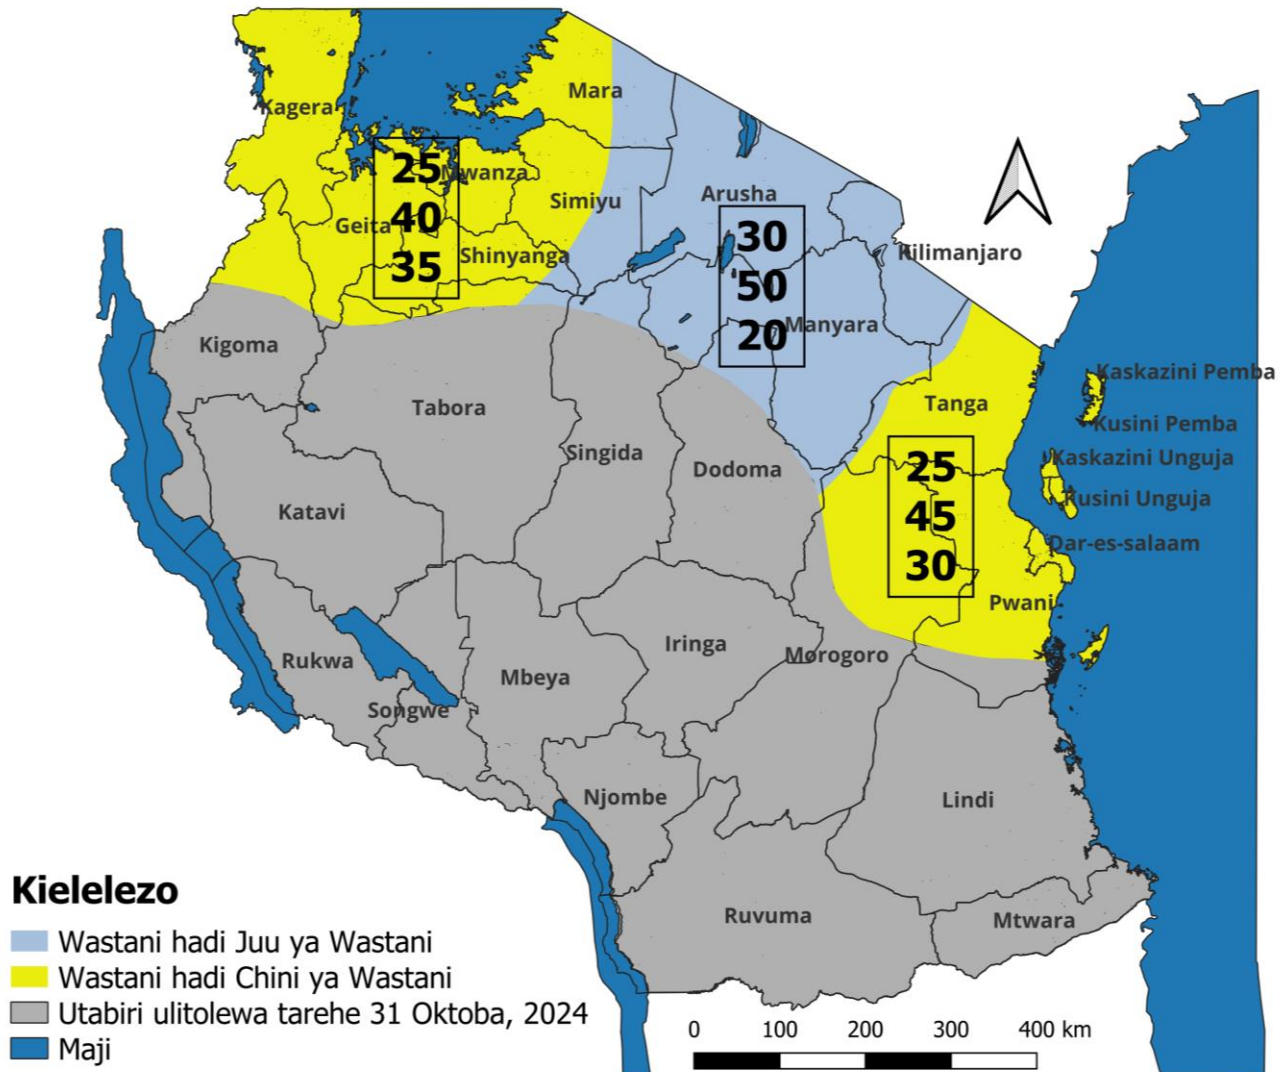 Mara
Kagera
25
40
35
Mwanza
Simiyu
Geita
Shinyanga
Arusha
30
50
20
Kilimanjaro
Manyara
Kigoma
Tabora
Singida
Dodoma
Tanga
Kaskazini Pemba
Kusini Pemba
Kaskazini Unguja
Kusini Unguja
25
45
30
Dar-es-salaam
Katavi
Pwani
Rukwa
Songwe
Mbeya
Iringa
Morogoro
Njombe
Lindi
Ruvuma
Mtwara
Kielelezo
Wastani hadi Juu ya Wastani
Wastani hadi Chini ya Wastani
Utabiri ulitolewa tarehe 31 Oktoba, 2024
Maji
0 100 200 300 400 km